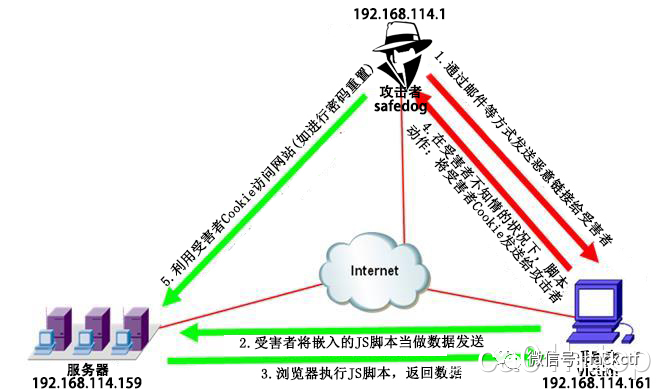 192.168.114.1
攻击者
safedog
1.通过邮件等方式发送恶意链接给受害者
4.在受害者不知情的状况下，脚本
动作：将受害者Cookie发送给攻击者
5.利用受害者Cookie访问网站(如进行密码重置)
Internet
2.受害者将嵌入的JS脚本当做数据发送
3.浏览器执行JS脚本，返回数据
服务器
192.168.114.159
微信号:
192.168.114.161